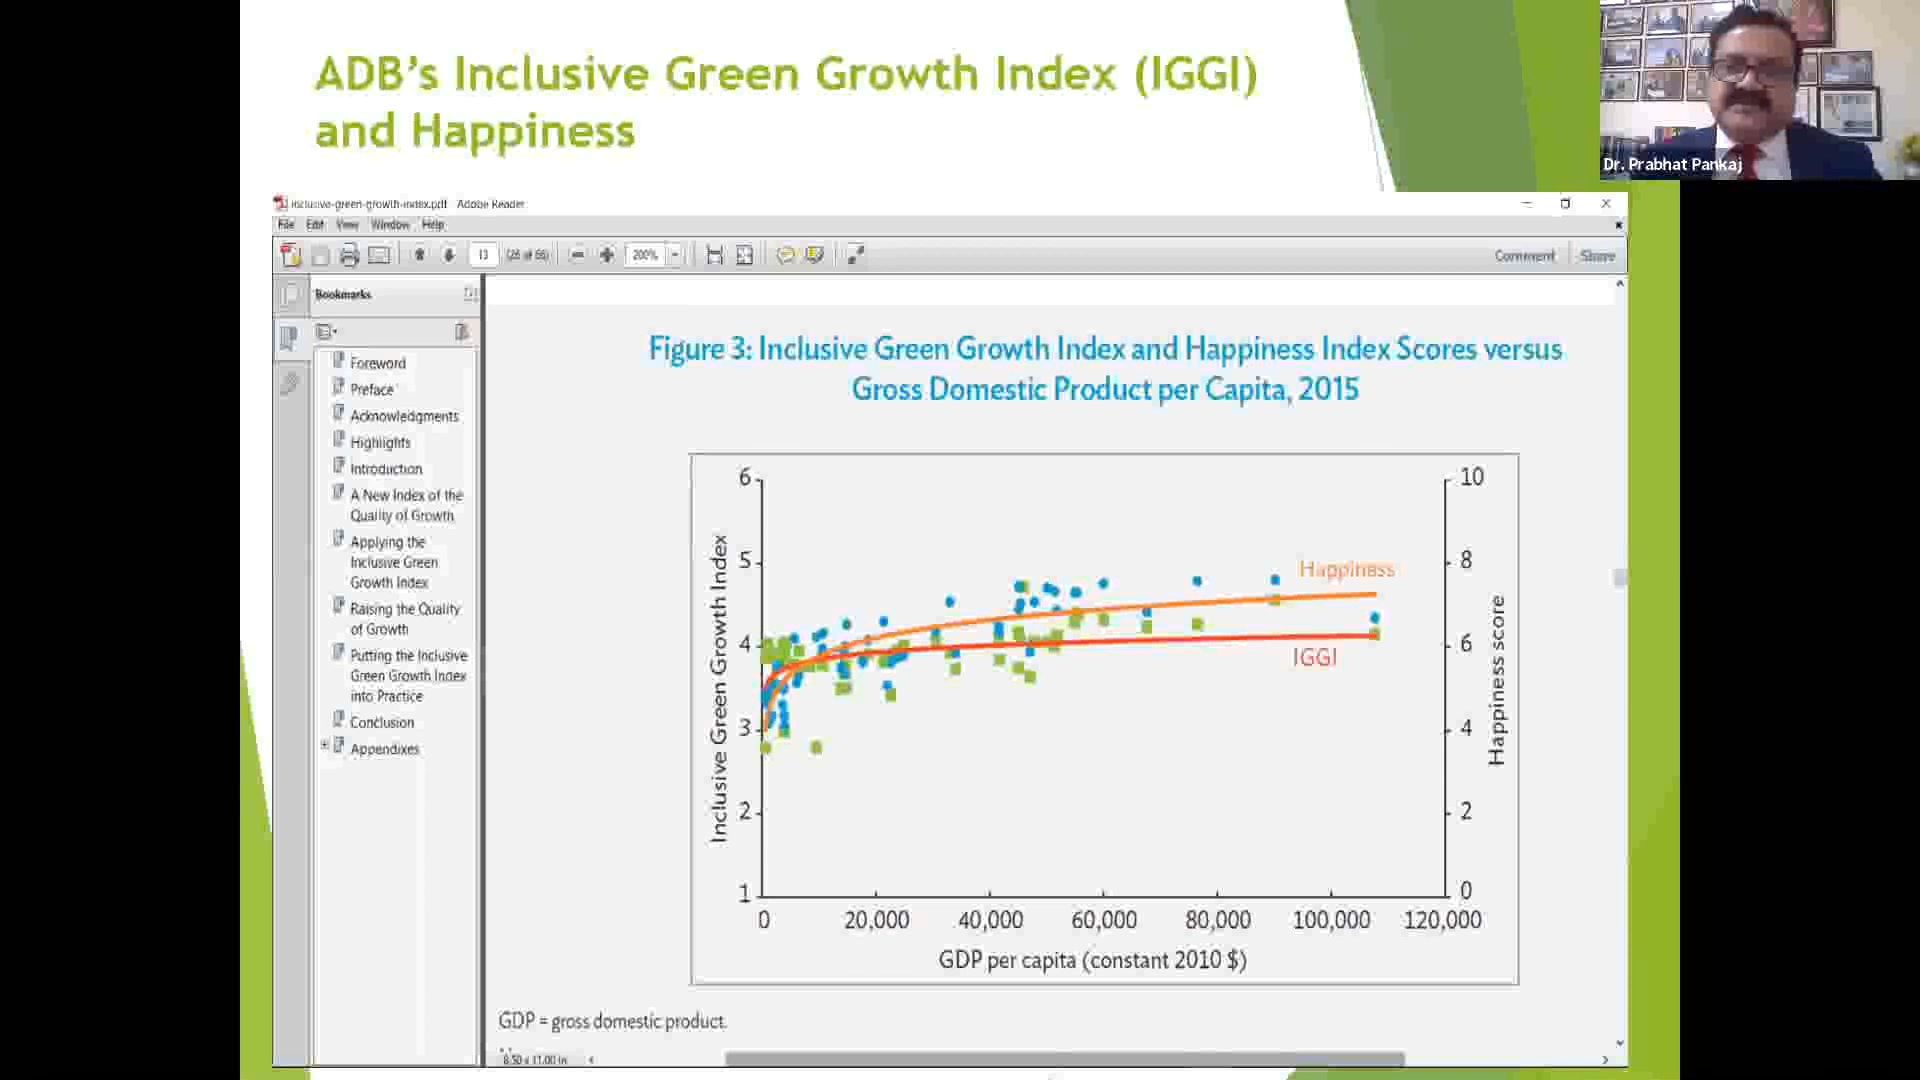 ADB's Inclusive Green Growth Index (IGGI)
and Happiness
Dr. Prabhat Pankaj
inclusive-green-growth-index.pdf - Adobe Reader
File Edit View Window Help
13 (26 of 66) 200% Comment Share
Bookmarks
Foreword
Preface
Acknowledgments
Highlights
Introduction
A New Index of the
Quality of Growth
Applying the
Inclusive Green
Growth Index
Raising the Quality
of Growth
Putting the Inclusive
Green Growth Index
into Practice
Conclusion
Appendixes
Figure 3: Inclusive Green Growth Index and Happiness Index Scores versus
Gross Domestic Product per Capita, 2015
Inclusive Green Growth Index
6
5
4
3
2
1
Happiness
IGGI
10
8
6
4
2
0
Happiness score
0 20,000 40,000 60,000 80,000 100,000 120,000
GDP per capita (constant 2010 $)
GDP = gross domestic product.
8.50 x 11.00 in